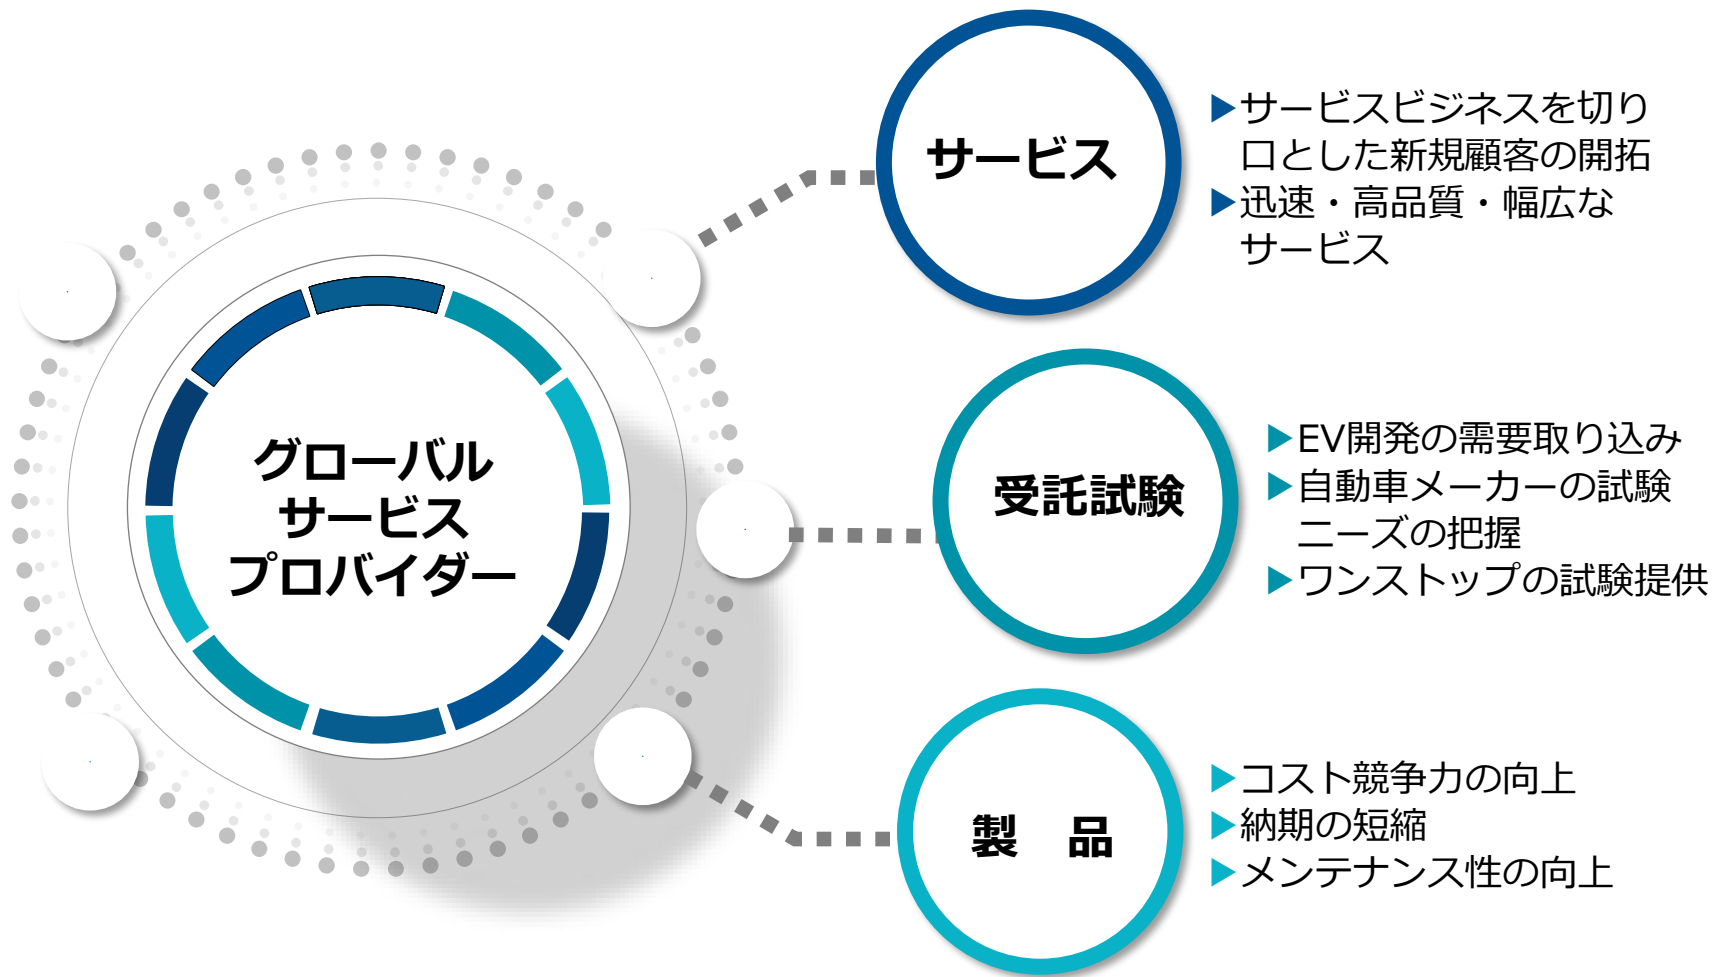 グローバル
サービス
プロバイダー
サービス
▶サービスビジネスを切り
口とした新規顧客の開拓
▶迅速・高品質・幅広な
サービス
受託試験
▶EV開発の需要取り込み
▶自動車メーカーの試験
ニーズの把握
▶ワンストップの試験提供
製　品
▶コスト競争力の向上
▶納期の短縮
▶メンテナンス性の向上